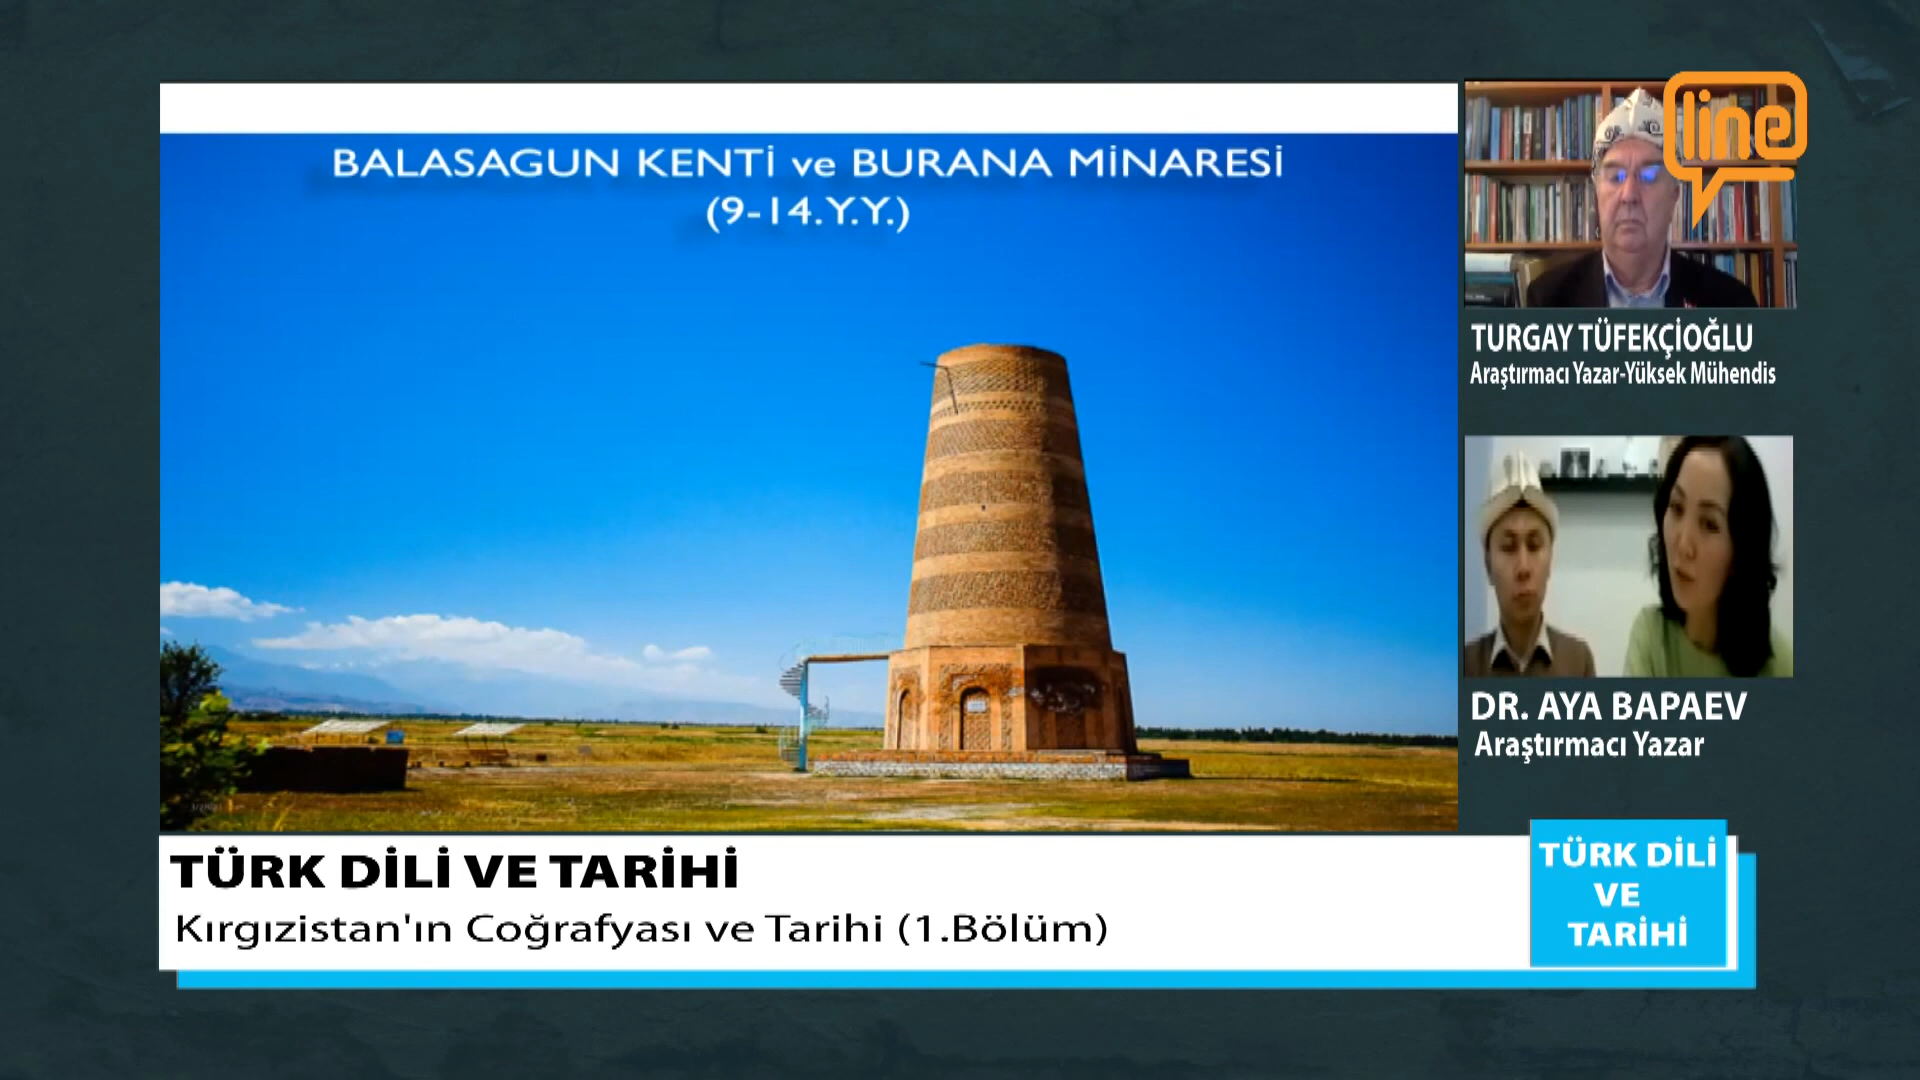 BALASAGUN KENTİ ve BURANA MİNARESİ
(9-14.Y.Y.)
line
TURGAY TÜFEKÇİOĞLU
Araştırmacı Yazar-Yüksek Mühendis
DR. AYA BAPAEV
Araştırmacı Yazar
TÜRK DİLİ VE TARİHİ
Kırgızistan'ın Coğrafyası ve Tarihi (1.Bölüm)
TÜRK DİLİ
VE
TARİHİ